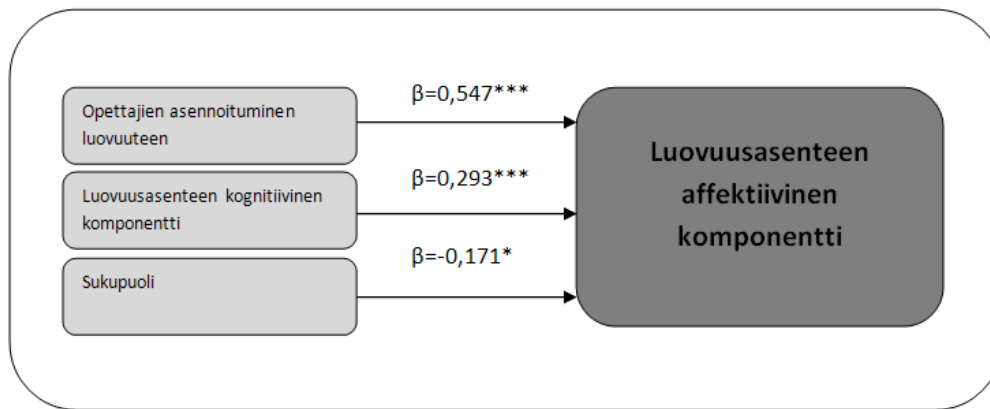 Opettajien asennoituminen
luovuuteen
β=0,547***
Luovuusasenteen kognitiivinen
komponentti
β=0,293***
Sukupuoli
β=-0,171*
Luovuusasenteen
affektiivinen
komponentti